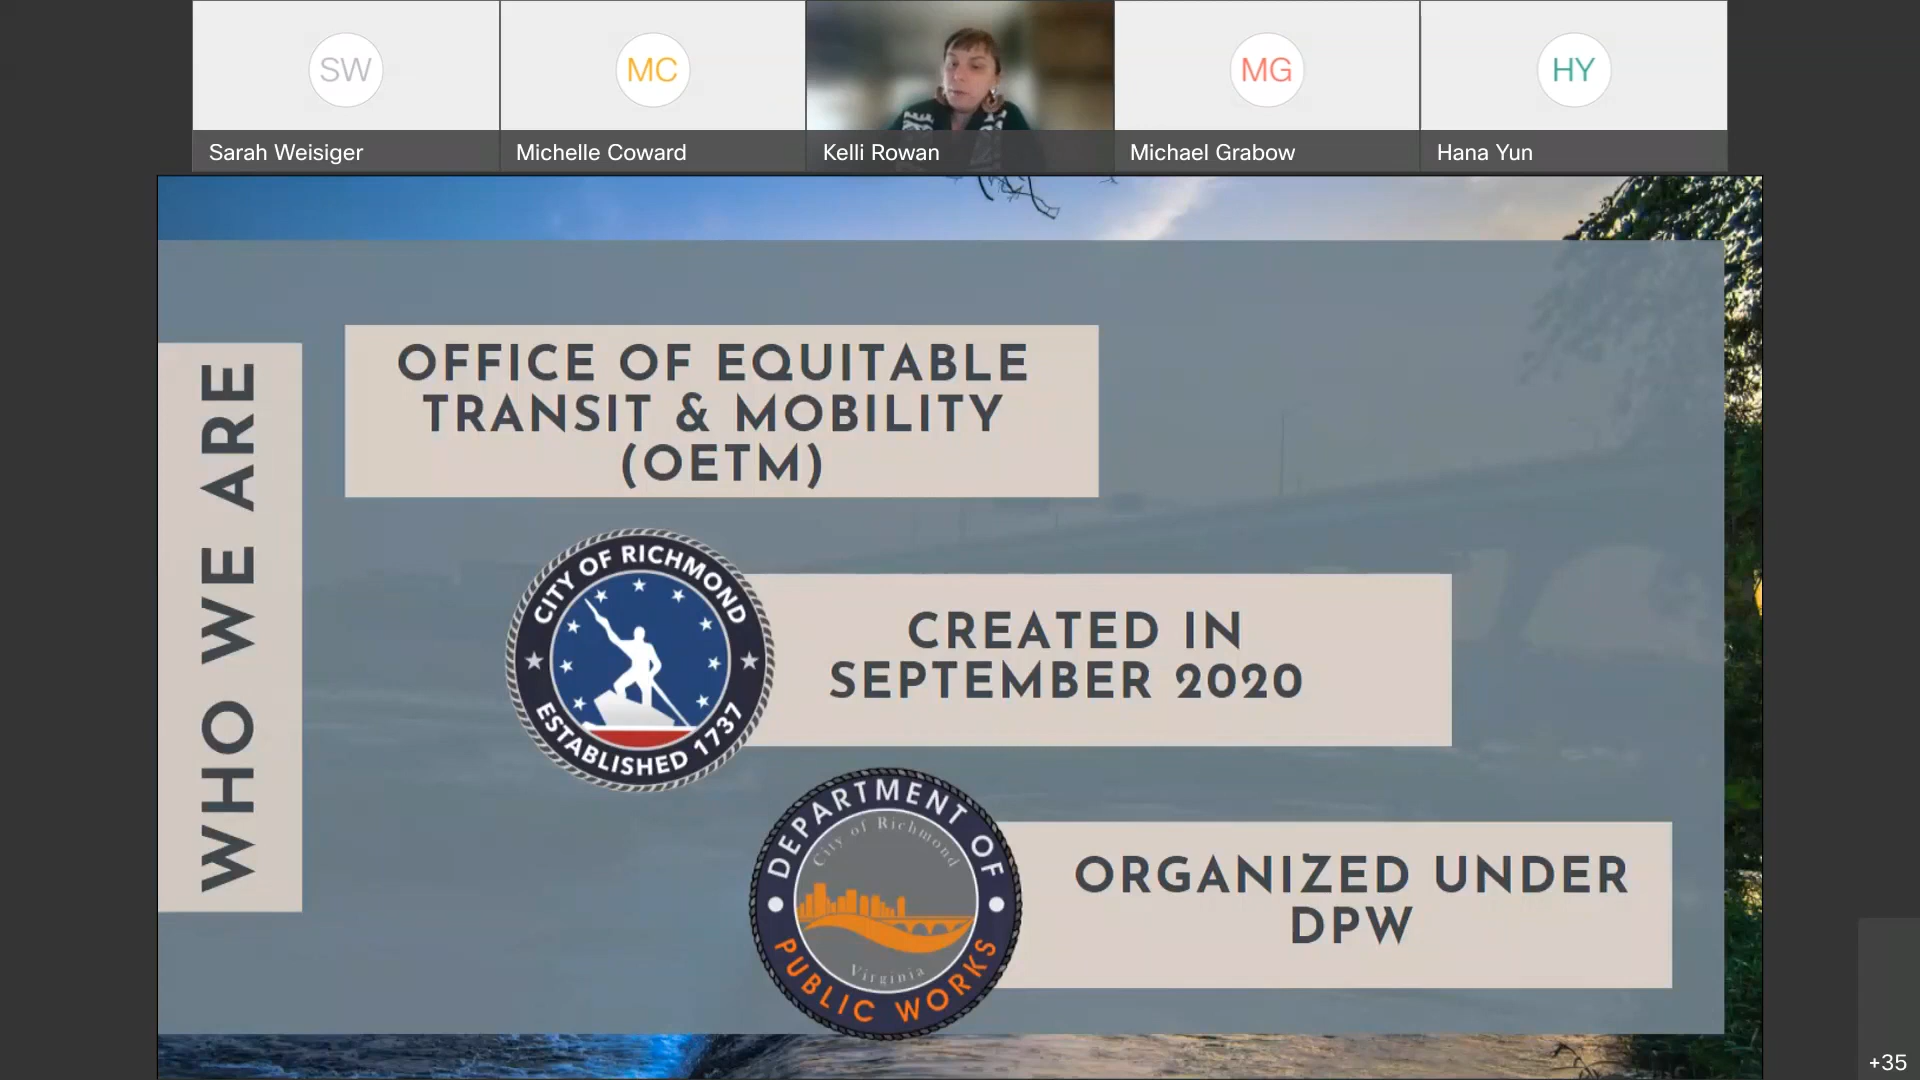 SW
MC
MG
HY
Sarah Weisiger
Michelle Coward
Kelli Rowan
Michael Grabow
Hana Yun
WHO WE ARE
OFFICE OF EQUITABLE
TRANSIT & MOBILITY
(OETM)
CITY OF RICHMOND
ESTABLISHED 1737
CREATED IN
SEPTEMBER 2020
DEPARTMENT OF
City of Richmond
Virginia
PUBLIC WORKS
ORGANIZED UNDER
DPW
+35